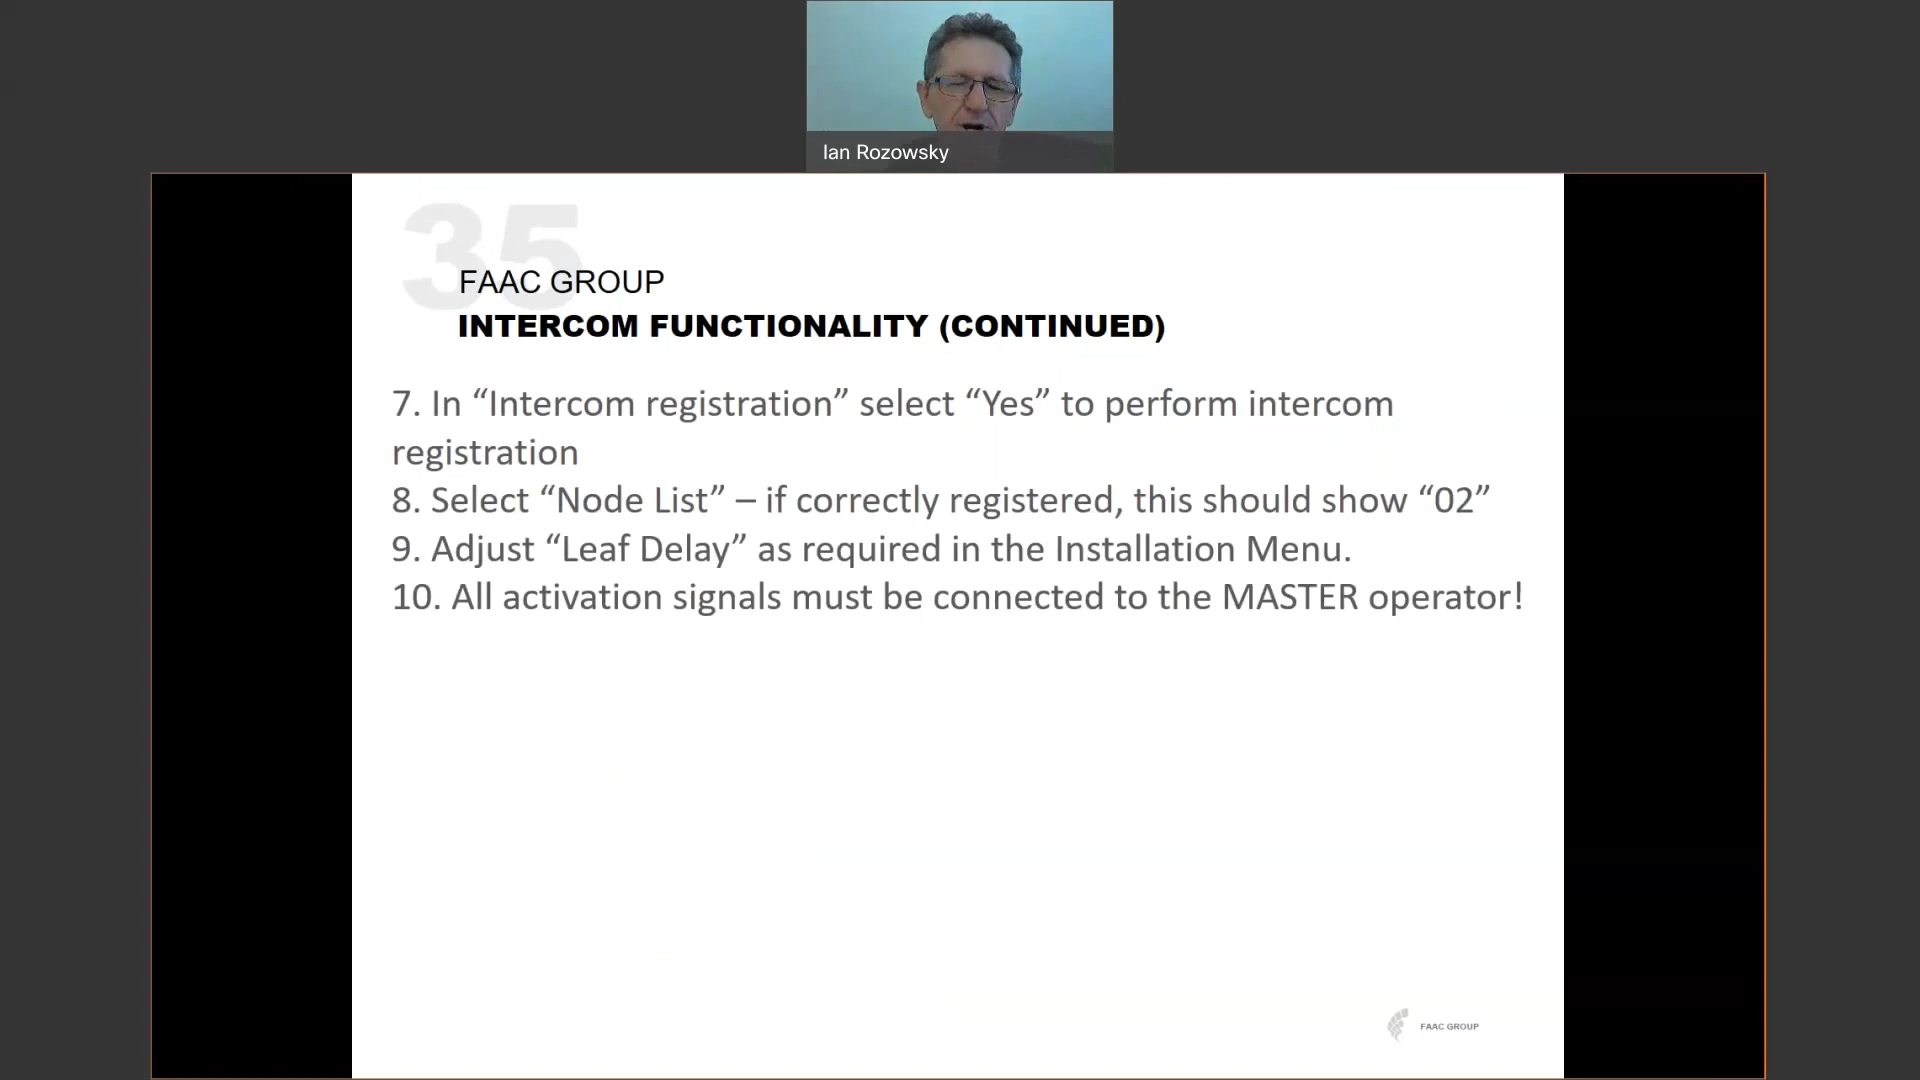 Ian Rozowsky
35
FAAC GROUP
INTERCOM FUNCTIONALITY (CONTINUED)
7. In “Intercom registration” select “Yes” to perform intercom
registration
8. Select “Node List” – if correctly registered, this should show “02”
9. Adjust “Leaf Delay” as required in the Installation Menu.
10. All activation signals must be connected to the MASTER operator!
FAAC GROUP